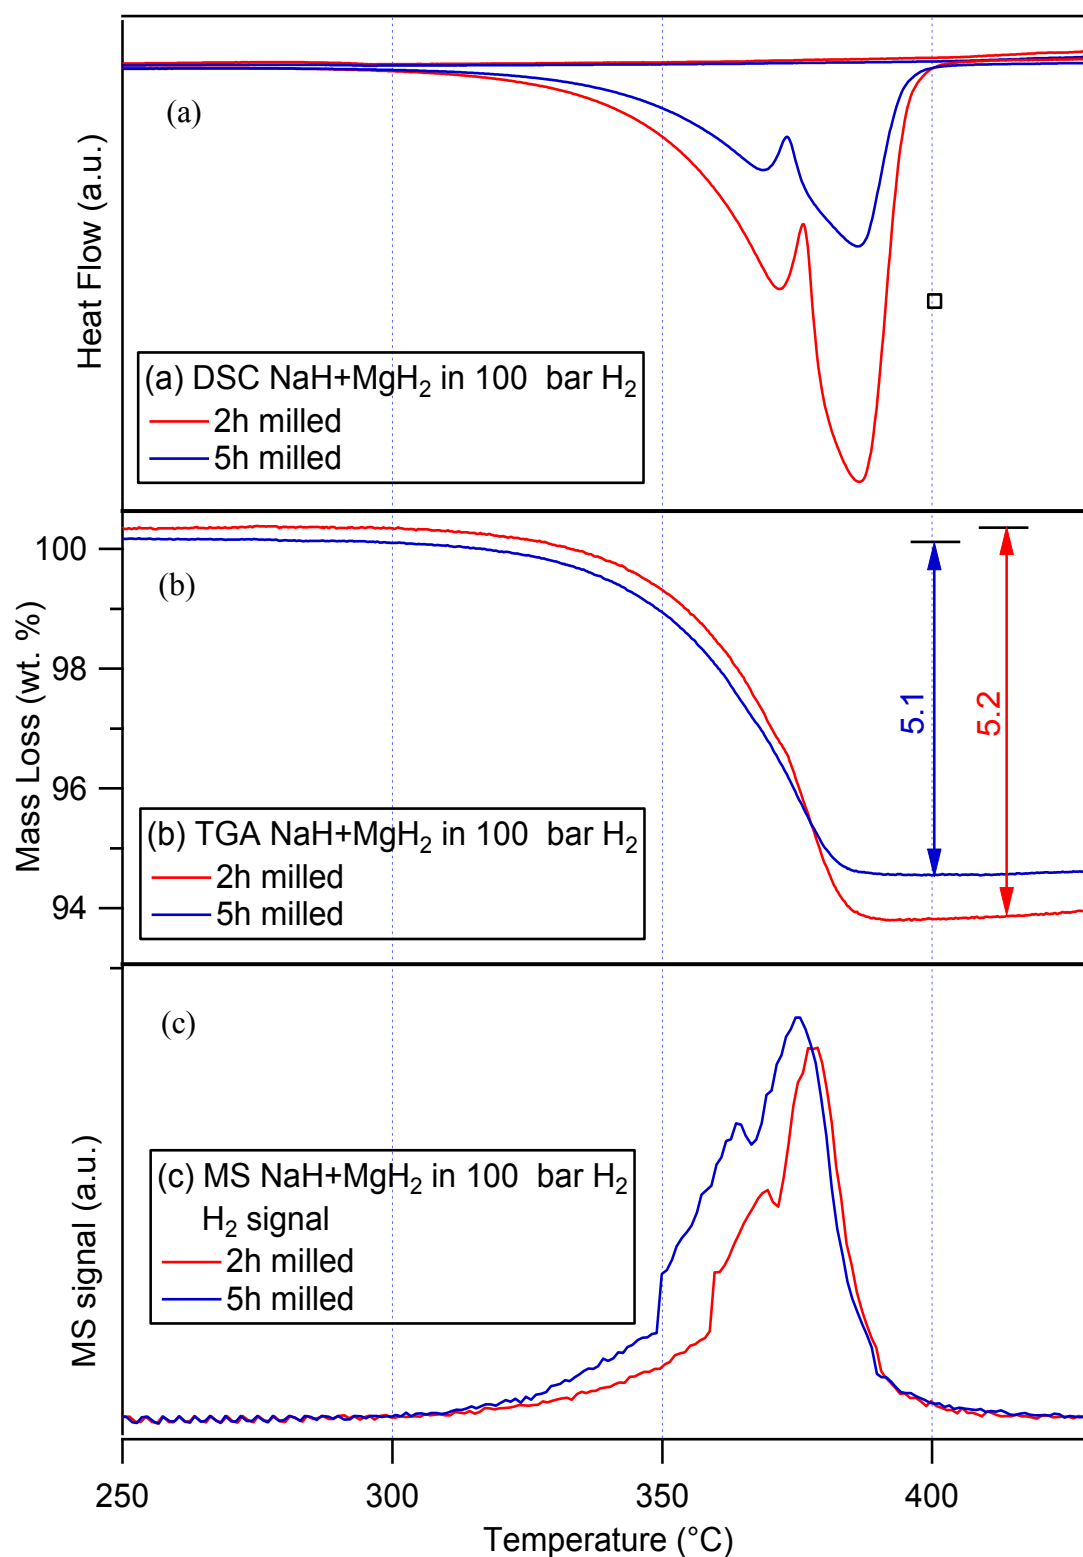 (a)
Heat Flow (a.u.)
(a) DSC NaH+MgH₂ in 100 bar H₂
2h milled
5h milled
100
98
96
94
Mass Loss (wt. %)
(b)
5.1
5.2
(b) TGA NaH+MgH₂ in 100 bar H₂
2h milled
5h milled
(c)
MS signal (a.u.)
(c) MS NaH+MgH₂ in 100 bar H₂
H₂ signal
2h milled
5h milled
250 300 350 400
Temperature (°C)